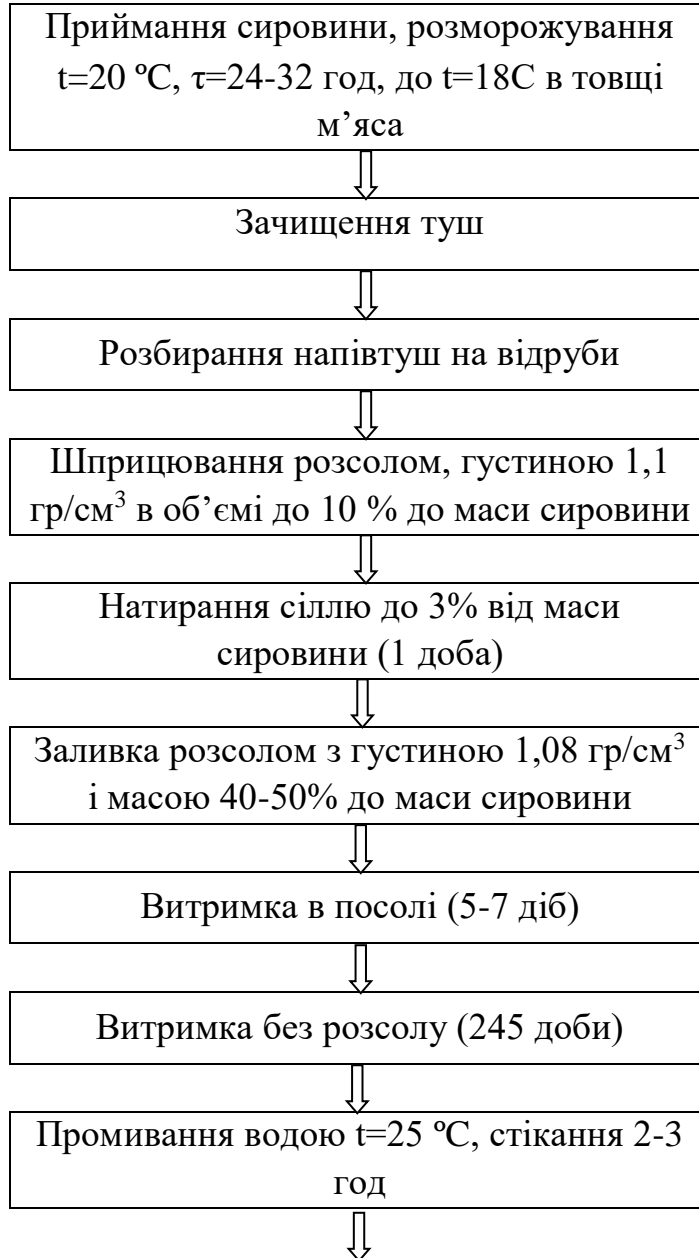 Приймання сировини, розморожування
t=20 ºC, τ=24-32 год, до t=18С в товщі
м’яса
Зачищення туш
Розбирання напівтуш на відруби
Шприцювання розсолом, густиною 1,1
гр/см³ в об’ємі до 10 % до маси сировини
Натирання сіллю до 3% від маси
сировини (1 доба)
Заливка розсолом з густиною 1,08 гр/см³
і масою 40-50% до маси сировини
Витримка в посолі (5-7 діб)
Витримка без розсолу (245 доби)
Промивання водою t=25 ºC, стікання 2-3
год